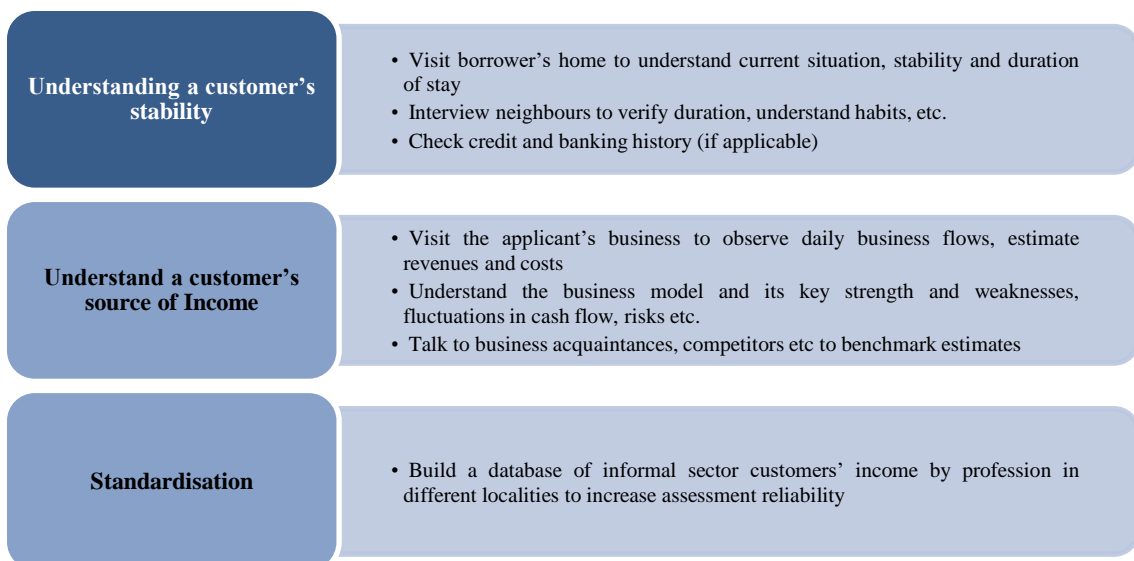 Understanding a customer's
stability
• Visit borrower's home to understand current situation, stability and duration
of stay
• Interview neighbours to verify duration, understand habits, etc.
• Check credit and banking history (if applicable)
Understand a customer's
source of Income
• Visit the applicant's business to observe daily business flows, estimate
revenues and costs
• Understand the business model and its key strength and weaknesses,
fluctuations in cash flow, risks etc.
• Talk to business acquaintances, competitors etc to benchmark estimates
Standardisation
• Build a database of informal sector customers' income by profession in
different localities to increase assessment reliability